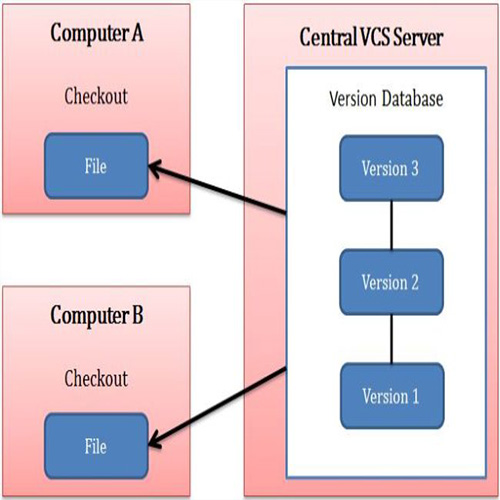 Computer A
Checkout
File
Central VCS Server
Version Database
Version 3
Version 2
Version 1
Computer B
Checkout
File